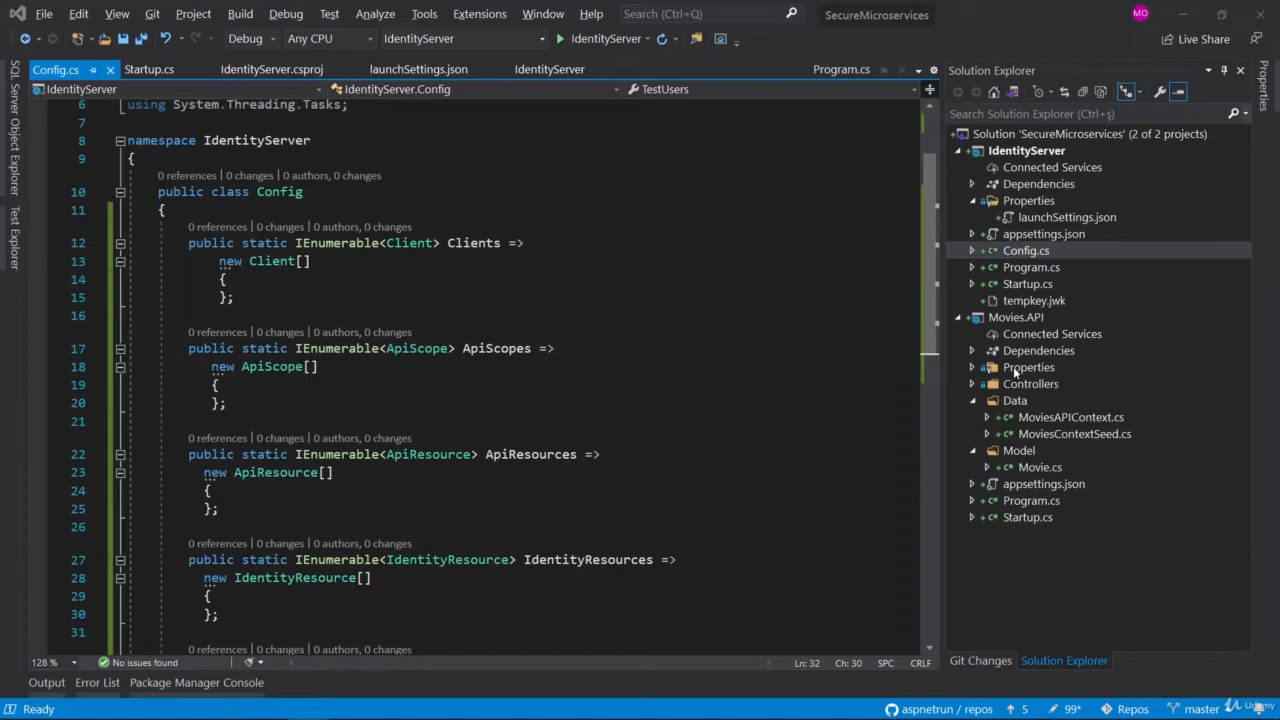 File Edit View Git Project Build Debug Test Analyze Tools Extensions Window Help Search (Ctrl+Q) SecureMicroservices MO
Debug Any CPU IdentityServer IdentityServer Live Share
Config.cs Startup.cs IdentityServer.csproj launchSettings.json IdentityServer Program.cs
IdentityServer IdentityServer.Config TestUsers
SQL Server Object Explorer
Test Explorer
6 using System.Threading.Tasks;
7
8 namespace IdentityServer
9 {
0 references | 0 changes | 0 authors, 0 changes
10 public class Config
11 {
0 references | 0 changes | 0 authors, 0 changes
12 public static IEnumerable<Client> Clients =>
13 new Client[]
14 {
15 };
16
0 references | 0 changes | 0 authors, 0 changes
17 public static IEnumerable<ApiScope> ApiScopes =>
18 new ApiScope[]
19 {
20 };
21
0 references | 0 changes | 0 authors, 0 changes
22 public static IEnumerable<ApiResource> ApiResources =>
23 new ApiResource[]
24 {
25 };
26
0 references | 0 changes | 0 authors, 0 changes
27 public static IEnumerable<IdentityResource> IdentityResources =>
28 new IdentityResource[]
29 {
30 };
31
0 references | 0 changes | 0 authors, 0 changes
128 % No issues found Ln: 32 Ch: 30 SPC CRLF
Output Error List Package Manager Console
Solution Explorer
Search Solution Explorer (Ctrl+ş)
Solution 'SecureMicroservices' (2 of 2 projects)
IdentityServer
Connected Services
Dependencies
Properties
launchSettings.json
appsettings.json
Config.cs
Program.cs
Startup.cs
tempkey.jwk
Movies.API
Connected Services
Dependencies
Properties
Controllers
Data
MoviesAPIContext.cs
MoviesContextSeed.cs
Model
Movie.cs
appsettings.json
Program.cs
Startup.cs
Git Changes Solution Explorer
Properties
Ready aspnetrun / repos 5 99* Repos master
Udemy